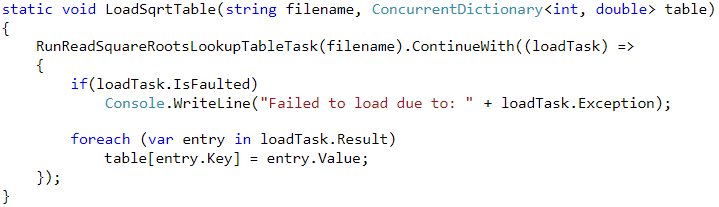 static void LoadSqrtTable(string filename, ConcurrentDictionary<int, double> table)
{
    RunReadSquareRootsLookupTableTask(filename).ContinueWith((loadTask) =>
    {
        if(loadTask.IsFaulted)
            Console.WriteLine("Failed to load due to: " + loadTask.Exception);

        foreach (var entry in loadTask.Result)
            table[entry.Key] = entry.Value;
    });
}